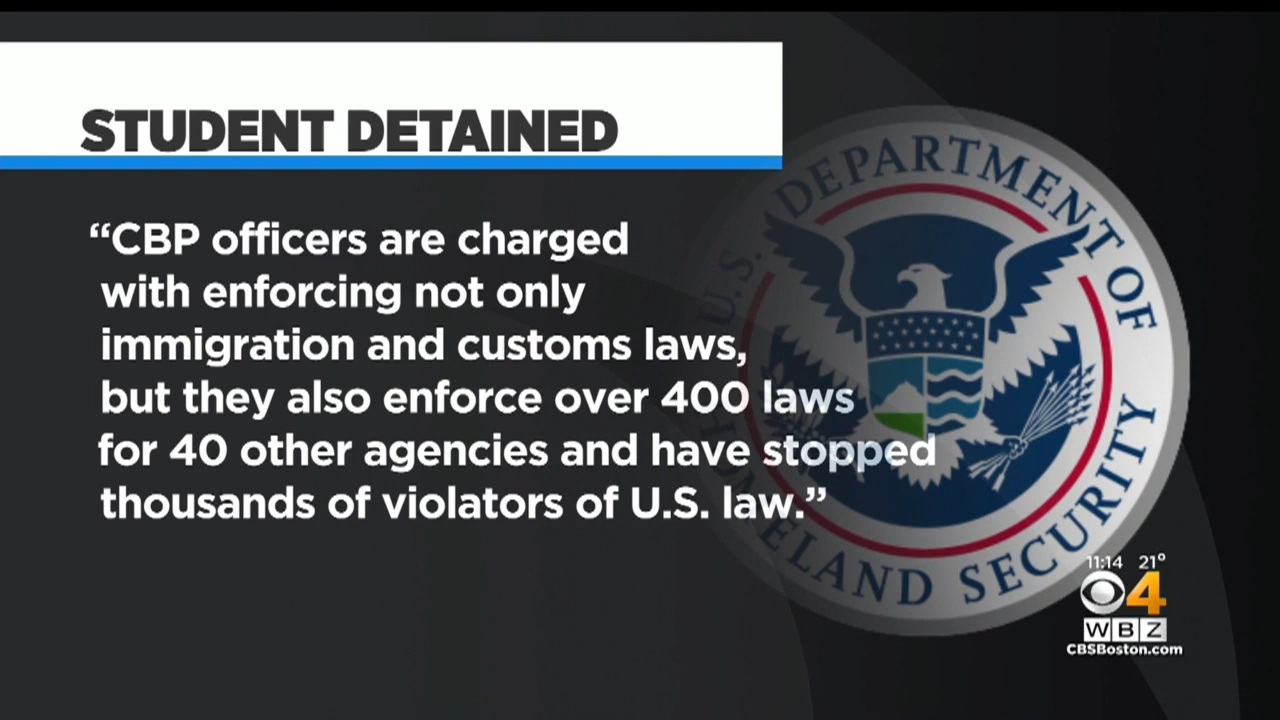 STUDENT DETAINED
“CBP officers are charged
with enforcing not only
immigration and customs laws,
but they also enforce over 400 laws
for 40 other agencies and have stopped
thousands of violators of U.S. law.”
U.S. DEPARTMENT OF
HOMELAND SECURITY
11:14 21°
4
WBZ
CBSBoston.com